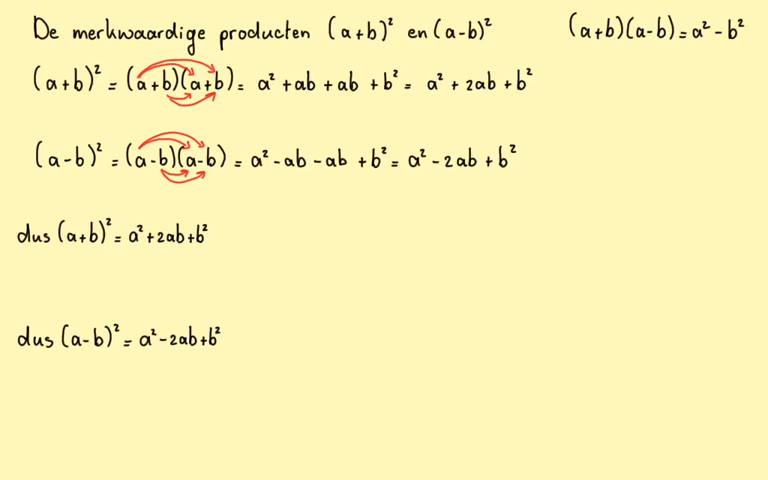 De merkwaardige producten (a+b)² en (a-b)² (a+b)(a-b) = a² - b²
(a+b)² = (a+b)(a+b) = a² + ab + ab + b² = a² + 2ab + b²
(a-b)² = (a-b)(a-b) = a² - ab - ab + b² = a² - 2ab + b²
dus (a+b)² = a² + 2ab + b²
dus (a-b)² = a² - 2ab + b²